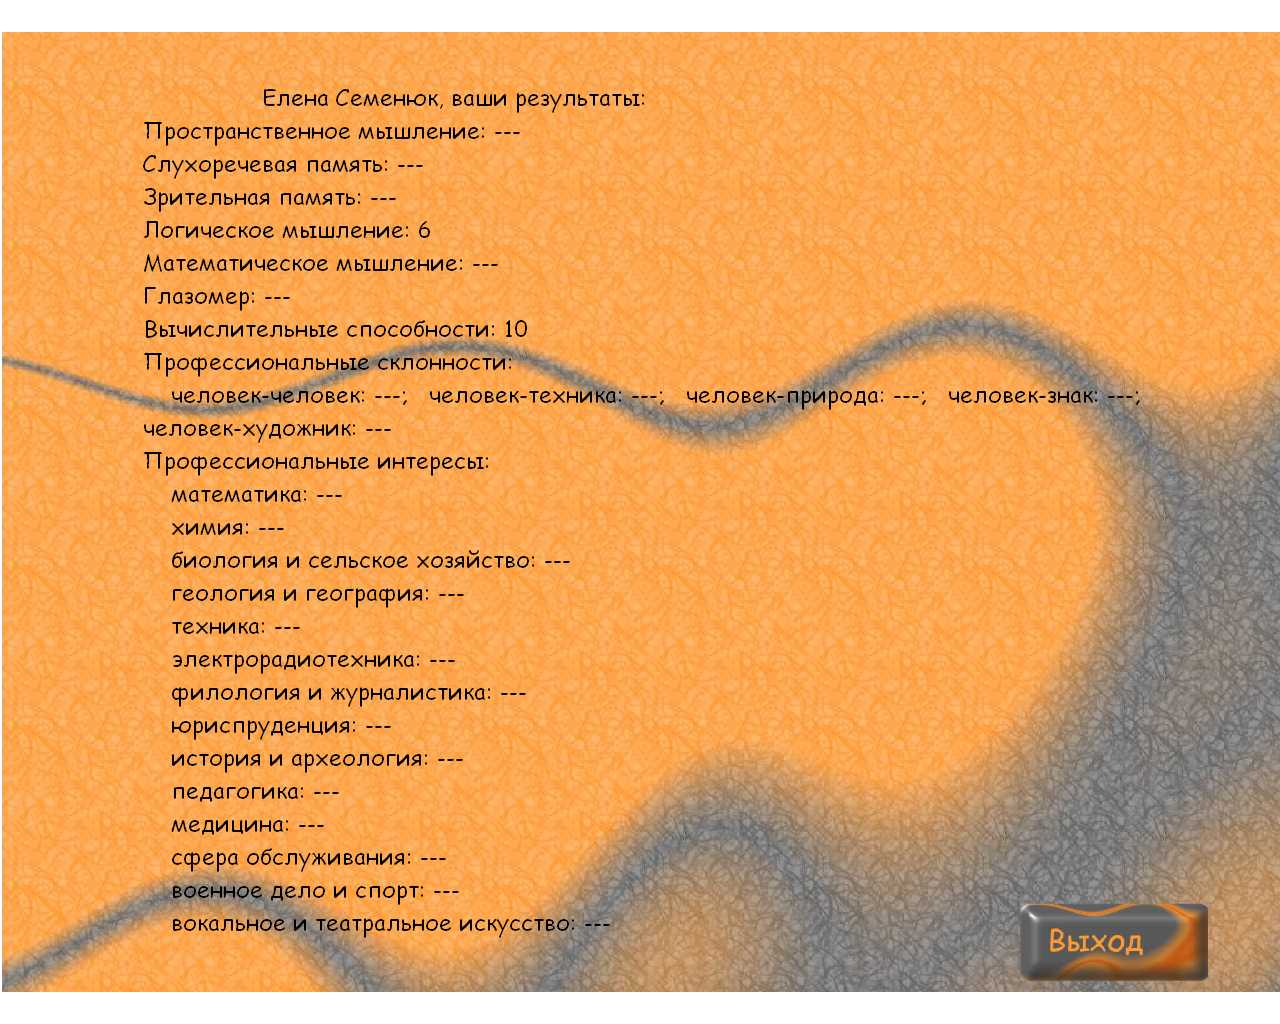 Елена Семенюк, ваши результаты:
Пространственное мышление: ---
Слухоречевая память: ---
Зрительная память: ---
Логическое мышление: 6
Математическое мышление: ---
Глазомер: ---
Вычислительные способности: 10
Профессиональные склонности:
человек-человек: ---; человек-техника: ---; человек-природа: ---; человек-знак: ---;
человек-художник: ---
Профессиональные интересы:
математика: ---
химия: ---
биология и сельское хозяйство: ---
геология и география: ---
техника: ---
электрорадиотехника: ---
филология и журналистика: ---
юриспруденция: ---
история и археология: ---
педагогика: ---
медицина: ---
сфера обслуживания: ---
военное дело и спорт: ---
вокальное и театральное искусство: ---
Выход